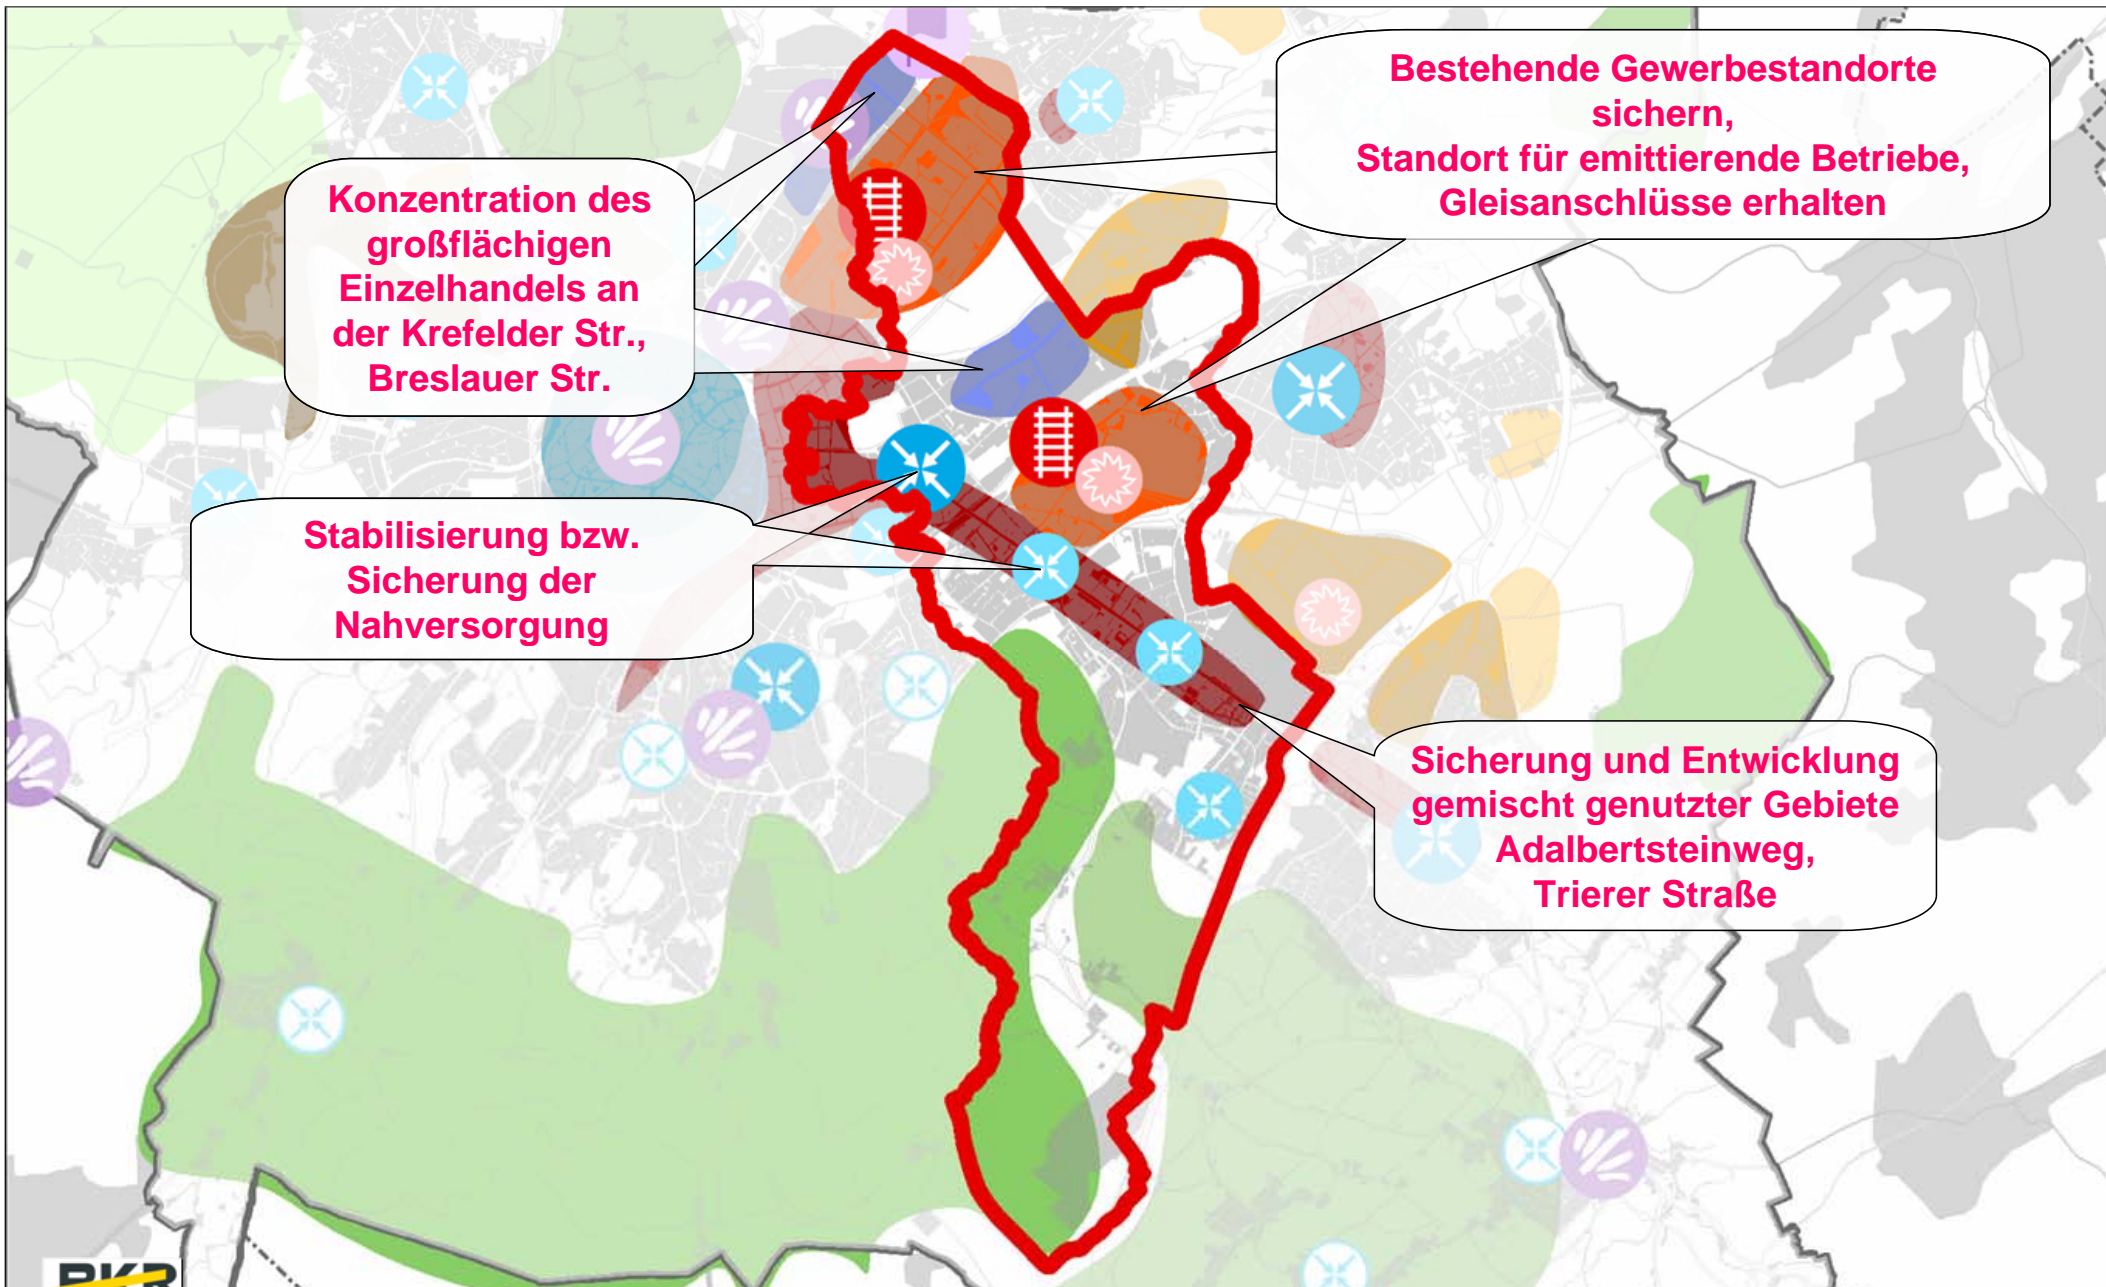 Bestehende Gewerbestandorte
sichern,
Standort für emittierende Betriebe,
Gleisanschlüsse erhalten
Konzentration des
großflächigen
Einzelhandels an
der Krefelder Str.,
Breslauer Str.
Stabilisierung bzw.
Sicherung der
Nahversorgung
Sicherung und Entwicklung
gemischt genutzter Gebiete
Adalbertsteinweg,
Trierer Straße
BKR